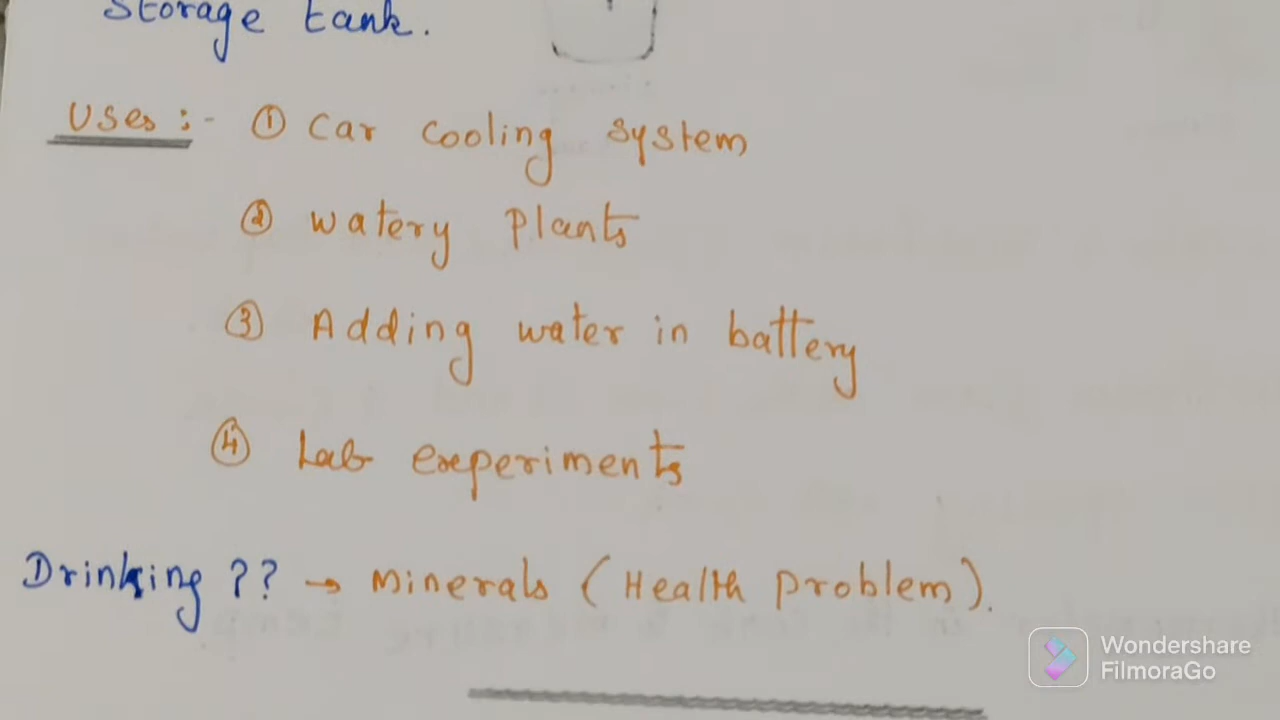 Storage tank.
Uses :- ① Car cooling system
② Watery Plants
③ Adding water in battery
④ Lab experiments
Drinking ?? → Minerals (Health Problem).
Wondershare
FilmoraGo